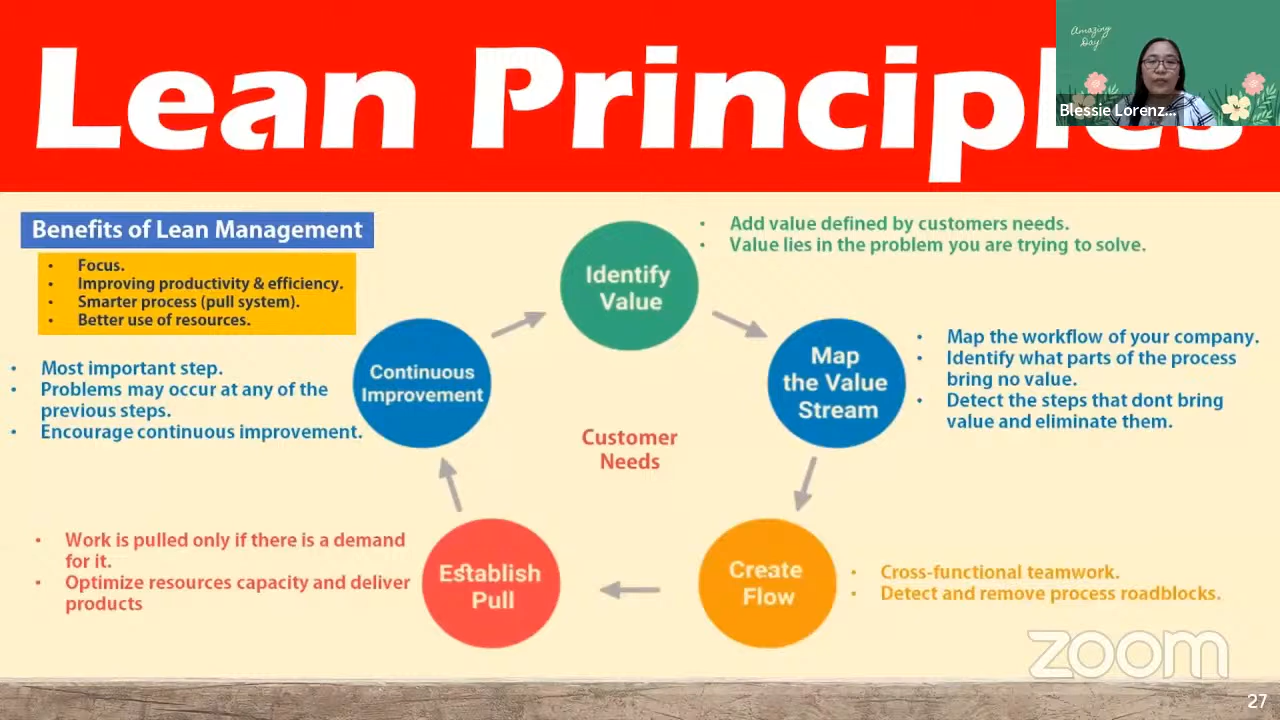 Lean Principles
Amazing
Day!
Blessie Lorenz...
Benefits of Lean Management
• Focus.
• Improving productivity & efficiency.
• Smarter process (pull system).
• Better use of resources.
Identify
Value
• Add value defined by customers needs.
• Value lies in the problem you are trying to solve.
Map
the Value
Stream
• Map the workflow of your company.
• Identify what parts of the process
bring no value.
• Detect the steps that dont bring
value and eliminate them.
Create
Flow
• Cross-functional teamwork.
• Detect and remove process roadblocks.
Establish
Pull
• Work is pulled only if there is a demand
for it.
• Optimize resources capacity and deliver
products
Continuous
Improvement
• Most important step.
• Problems may occur at any of the
previous steps.
• Encourage continuous improvement.
Customer
Needs
zoom
27